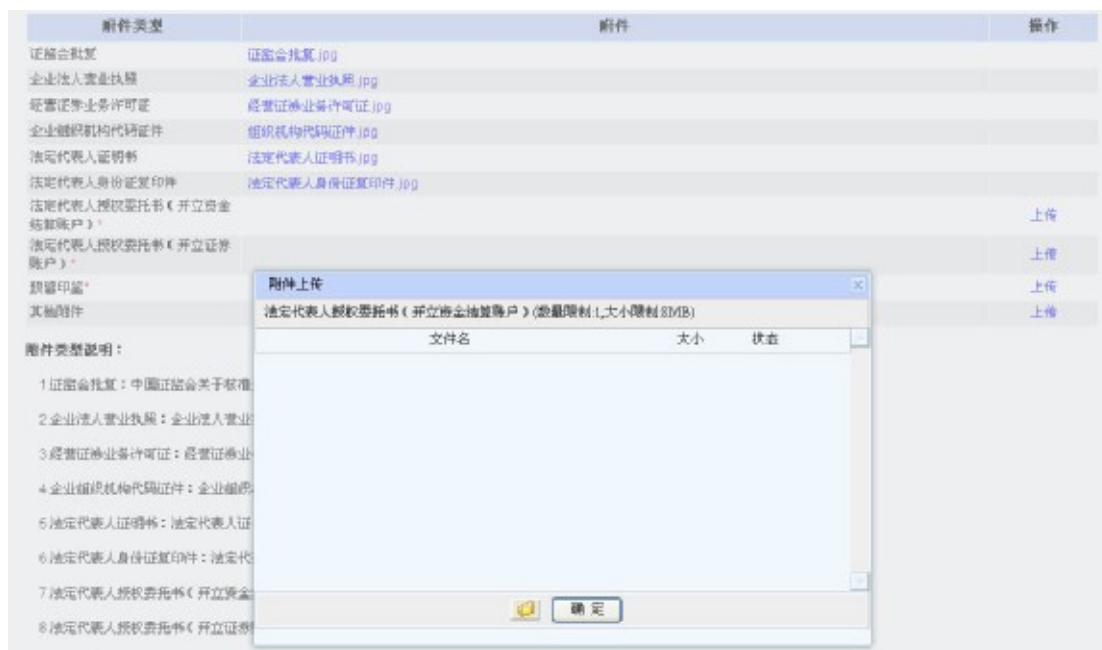 附件类型 附件 操作
证监会批复 证监会批复.jpg
企业法人营业执照 企业法人营业执照.jpg
经营证券业务许可证 经营证券业务许可证.jpg
企业组织机构代码证件 组织机构代码证件.jpg
法定代表人证明书 法定代表人证明书.jpg
法定代表人身份证复印件 法定代表人身份证复印件.jpg
法定代表人授权委托书(开立资金
结算账户)* 上传
法定代表人授权委托书(开立证券
账户)* 上传
预留印鉴* 上传
其他附件 上传
附件上传
法定代表人授权委托书(开立资金结算账户)(数量限制:1,大小限制:8MB)
文件名 大小 状态
确定
附件类型说明:
1.证监会批复:中国证监会关于核准
2.企业法人营业执照:企业法人营业
3.经营证券业务许可证:经营证券业
4.企业组织机构代码证件:企业组织
5.法定代表人证明书:法定代表人证
6.法定代表人身份证复印件:法定代
7.法定代表人授权委托书(开立资金
8.法定代表人授权委托书(开立证券